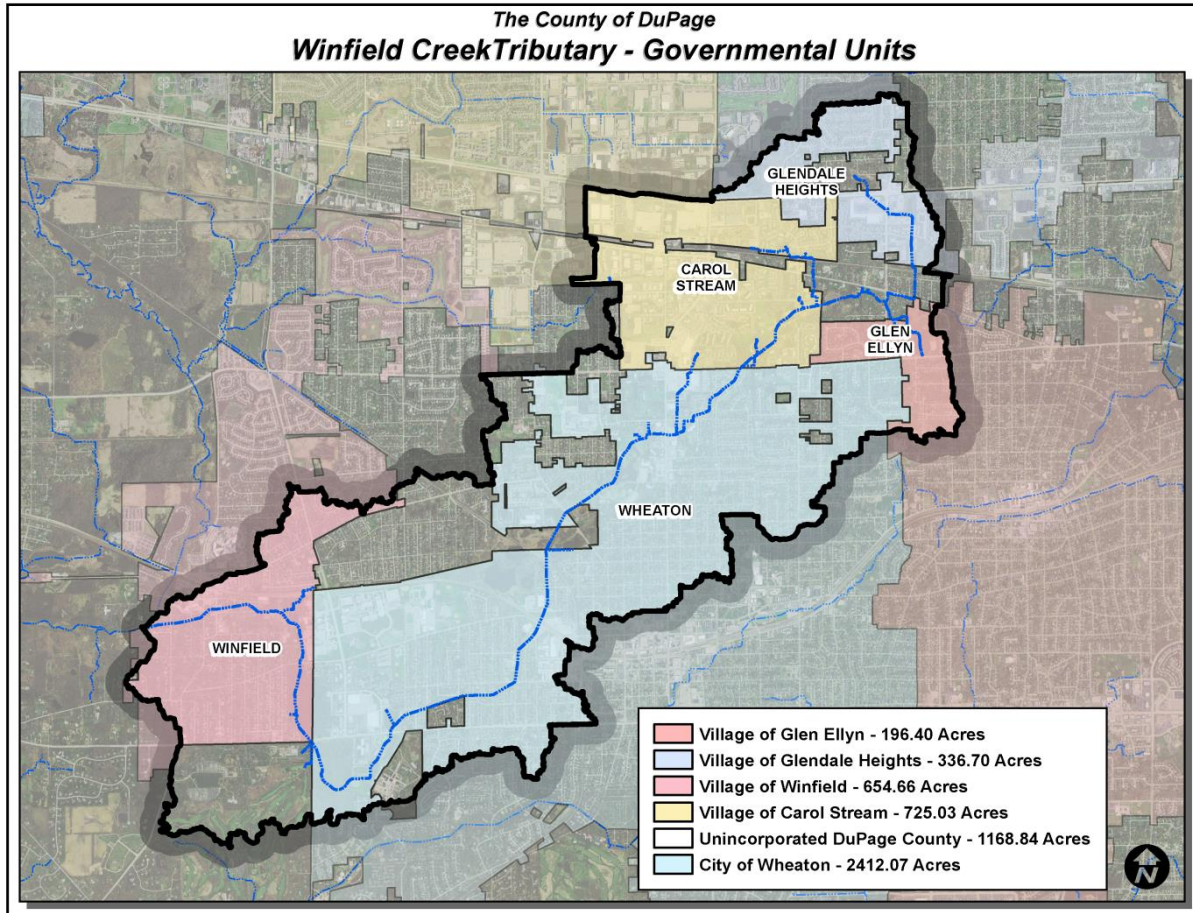 The County of DuPage
Winfield CreekTributary - Governmental Units
GLENDALE
HEIGHTS
CAROL
STREAM
GLEN
ELLYN
WHEATON
WINFIELD
Village of Glen Ellyn - 196.40 Acres
Village of Glendale Heights - 336.70 Acres
Village of Winfield - 654.66 Acres
Village of Carol Stream - 725.03 Acres
Unincorporated DuPage County - 1168.84 Acres
City of Wheaton - 2412.07 Acres
N